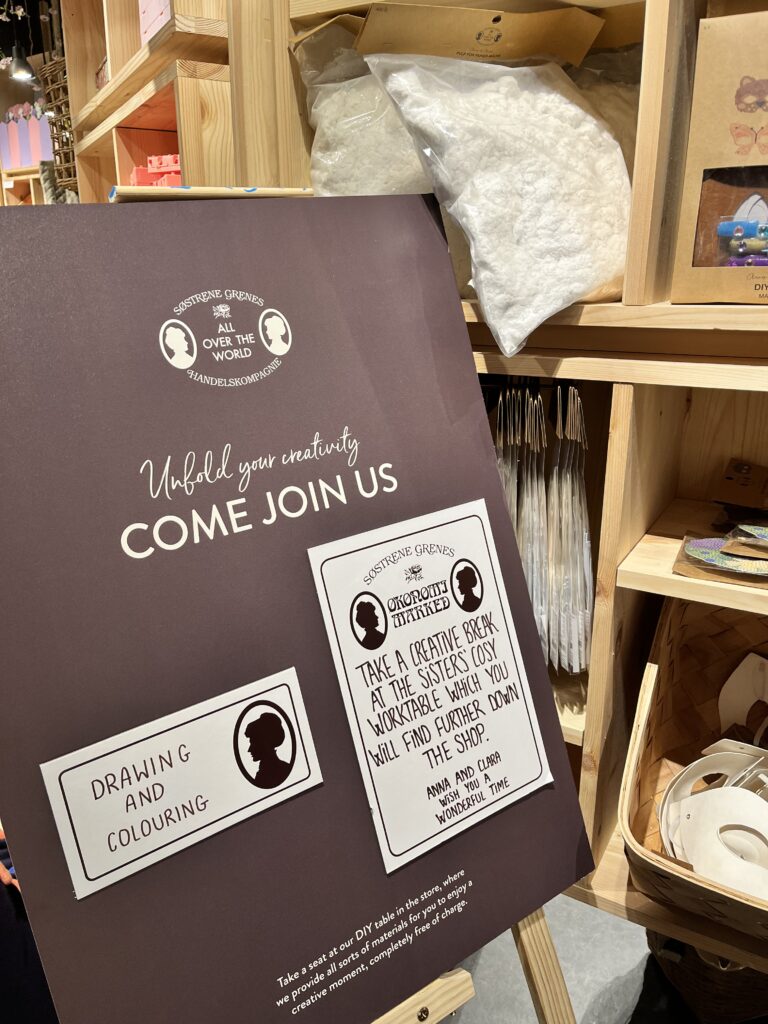 SØSTRENE GRENES
ALL
OVER THE
WORLD
HANDELSKOMPAGNIE
Unfold your creativity
COME JOIN US
SØSTRENE GRENES
ØKONOMI
MARKED
TAKE A CREATIVE BREAK
AT THE SISTERS' COSY
WORKTABLE WHICH YOU
WILL FIND FURTHER DOWN
THE SHOP.
ANNA AND CLARA
WISH YOU A
WONDERFUL TIME
DRAWING
AND
COLOURING
Take a seat at our DIY table in the store, where
we provide all sorts of materials for you to enjoy a
creative moment, completely free of charge.
DIY